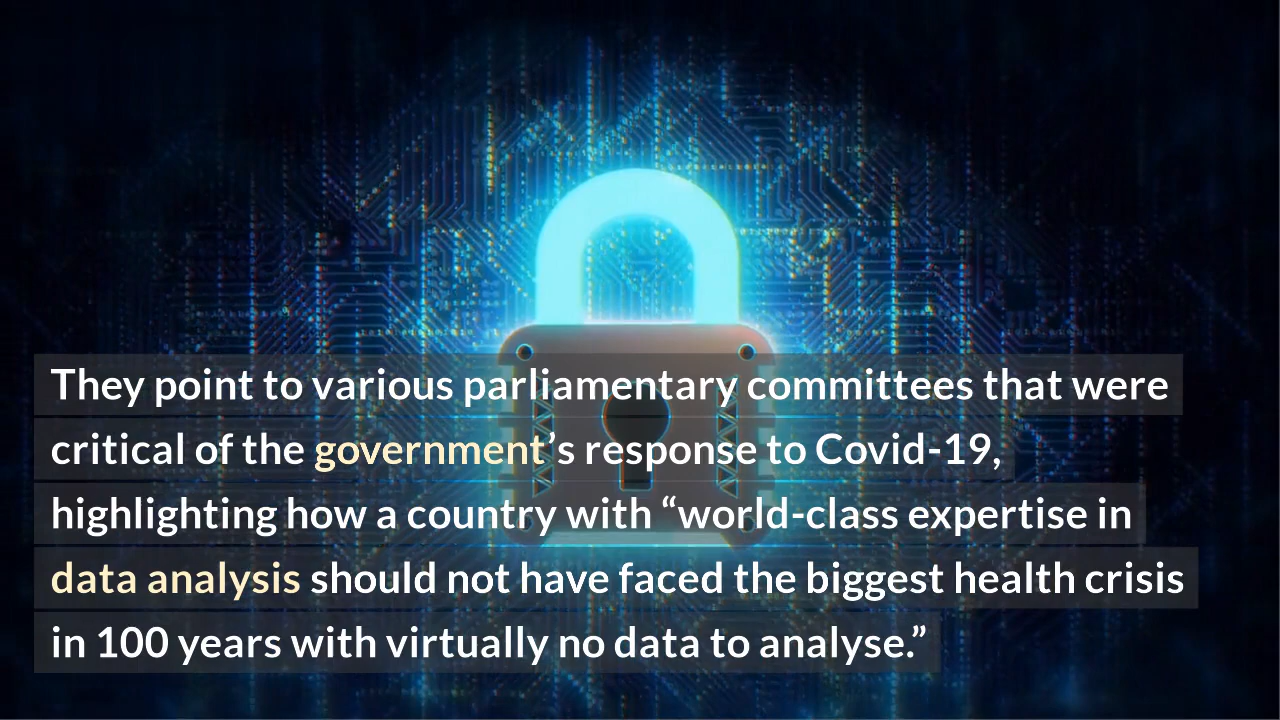 They point to various parliamentary committees that were
critical of the government’s response to Covid-19,
highlighting how a country with “world-class expertise in
data analysis should not have faced the biggest health crisis
in 100 years with virtually no data to analyse.”